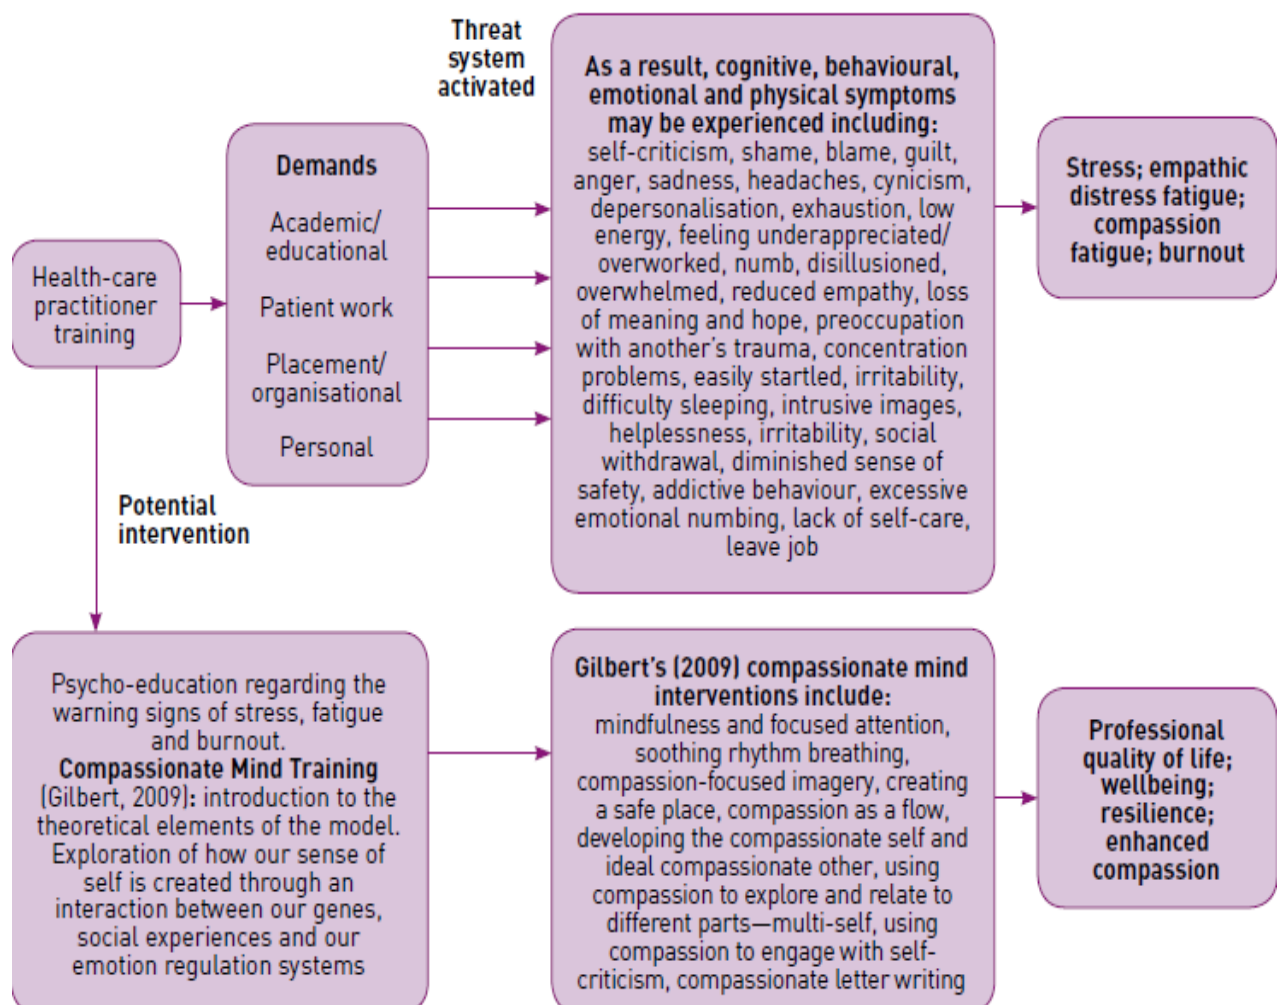 Health-care
practitioner
training
Demands
Academic/
educational
Patient work
Placement/
organisational
Personal
Threat
system
activated
As a result, cognitive, behavioural,
emotional and physical symptoms
may be experienced including:
self-criticism, shame, blame, guilt,
anger, sadness, headaches, cynicism,
depersonalisation, exhaustion, low
energy, feeling underappreciated/
overworked, numb, disillusioned,
overwhelmed, reduced empathy, loss
of meaning and hope, preoccupation
with another's trauma, concentration
problems, easily startled, irritability,
difficulty sleeping, intrusive images,
helplessness, irritability, social
withdrawal, diminished sense of
safety, addictive behaviour, excessive
emotional numbing, lack of self-care,
leave job
Stress; empathic
distress fatigue;
compassion
fatigue; burnout
Potential
intervention
Psycho-education regarding the
warning signs of stress, fatigue
and burnout.
Compassionate Mind Training
(Gilbert, 2009): introduction to the
theoretical elements of the model.
Exploration of how our sense of
self is created through an
interaction between our genes,
social experiences and our
emotion regulation systems
Gilbert's (2009) compassionate mind
interventions include:
mindfulness and focused attention,
soothing rhythm breathing,
compassion-focused imagery, creating
a safe place, compassion as a flow,
developing the compassionate self and
ideal compassionate other, using
compassion to explore and relate to
different parts—multi-self, using
compassion to engage with self-
criticism, compassionate letter writing
Professional
quality of life;
wellbeing;
resilience;
enhanced
compassion